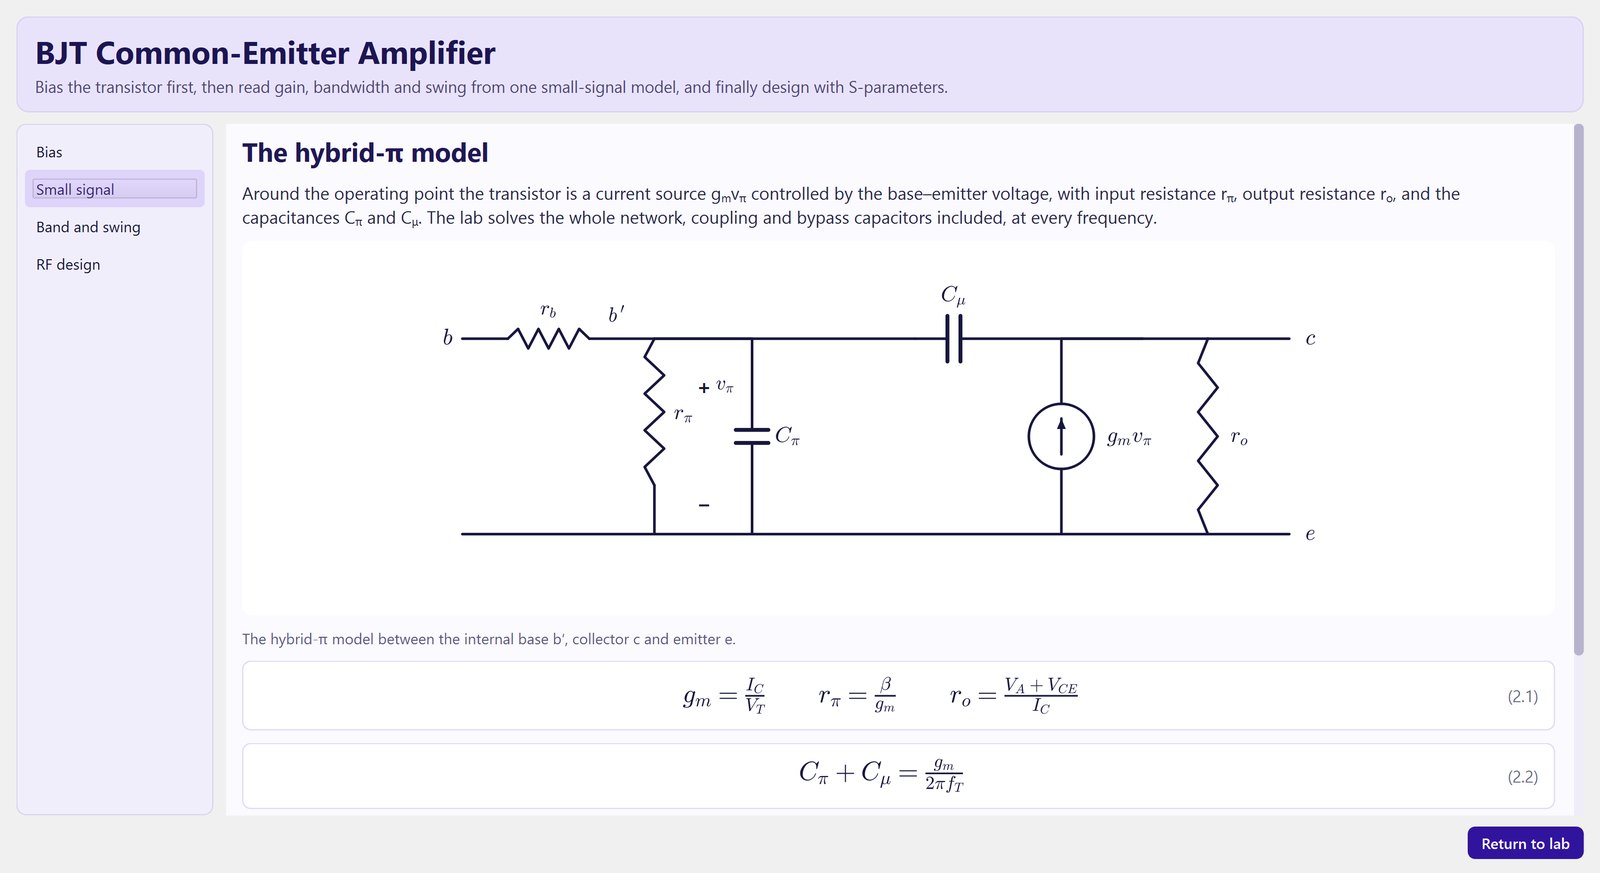 BJT Common-Emitter Amplifier
Bias the transistor first, then read gain, bandwidth and swing from one small-signal model, and finally design with S-parameters.
Bias
Small signal
Band and swing
RF design
The hybrid-π model
Around the operating point the transistor is a current source gₘvπ controlled by the base–emitter voltage, with input resistance rπ, output resistance rₒ, and the
capacitances Cπ and Cμ. The lab solves the whole network, coupling and bypass capacitors included, at every frequency.
Cμ
rb
b′
b
c
+ vπ
rπ
Cπ
gmvπ
ro
−
e
The hybrid-π model between the internal base b′, collector c and emitter e.
gm = IC/VT rπ = β/gm ro = (VA + VCE)/IC (2.1)
Cπ + Cμ = gm/2πfT (2.2)
Return to lab